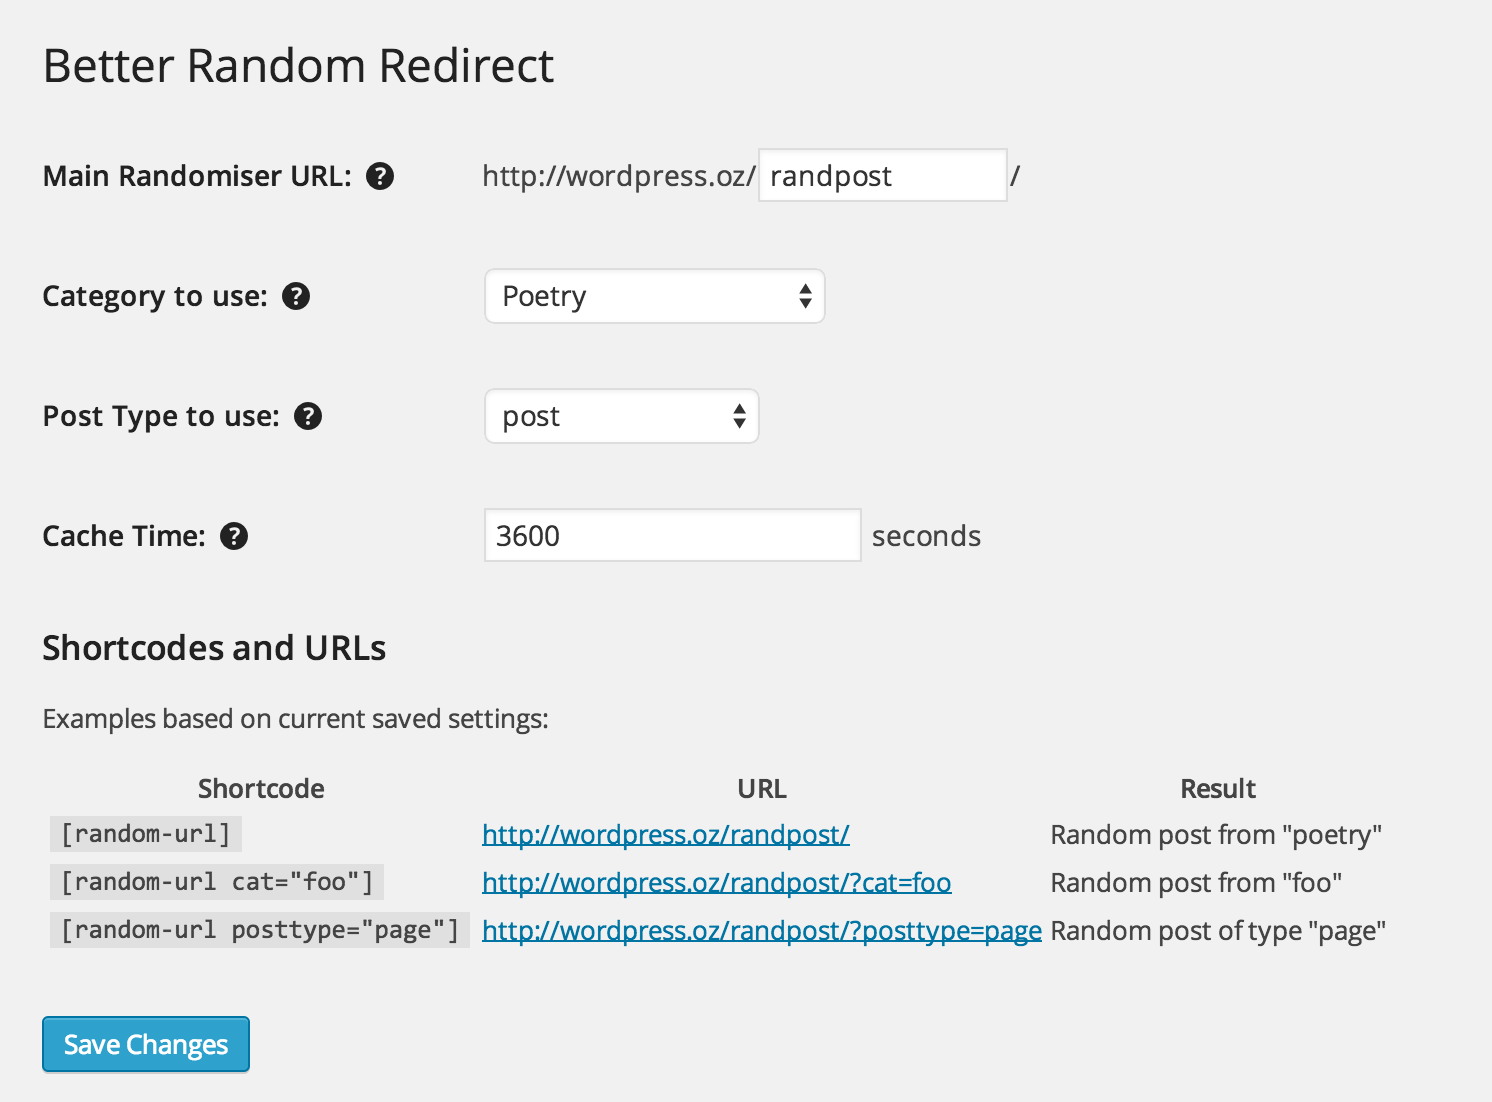 Better Random Redirect
Main Randomiser URL: ? http://wordpress.oz/ randpost /
Category to use: ? Poetry
Post Type to use: ? post
Cache Time: ? 3600 seconds
Shortcodes and URLs
Examples based on current saved settings:
Shortcode URL Result
[random-url] http://wordpress.oz/randpost/ Random post from "poetry"
[random-url cat="foo"] http://wordpress.oz/randpost/?cat=foo Random post from "foo"
[random-url posttype="page"] http://wordpress.oz/randpost/?posttype=page Random post of type "page"
Save Changes